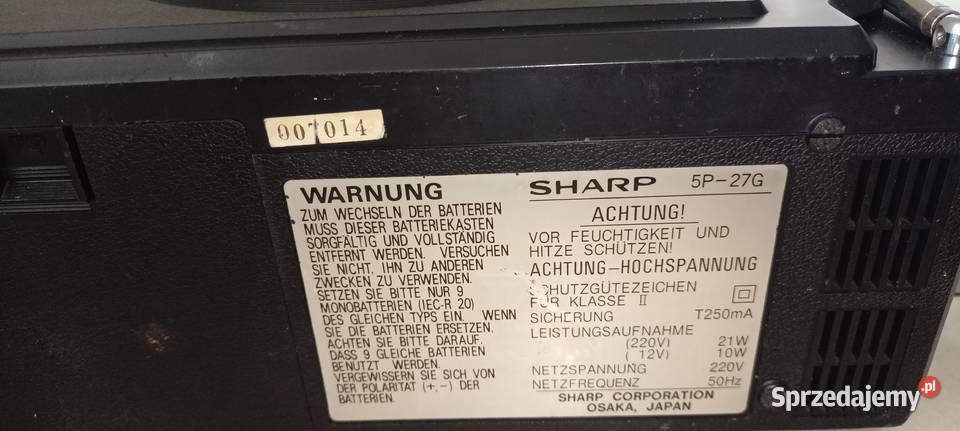 007014
WARNUNG
ZUM WECHSELN DER BATTERIEN
MUSS DIESER BATTERIEKASTEN
SORGFÄLTIG UND VOLLSTÄNDIG
ENTFERNT WERDEN. VERSUCHEN
SIE NICHT, IHN ZU ANDEREN
ZWECKEN ZU VERWENDEN.
SETZEN SIE BITTE NUR 9
MONOBATTERIEN (IEC-R 20)
DES GLEICHEN TYPS EIN. WENN
SIE DIE BATTERIEN ERSETZEN,
ACHTEN SIE BITTE DARAUF,
DASS 9 GLEICHE BATTERIEN
BENUTZT WERDEN.
VERGEWISSERN SIE SICH VON
DER POLARITAT (+,-) DER
BATTERIEN.
SHARP 5P-27G
ACHTUNG!
VOR FEUCHTIGKEIT UND
HITZE SCHÜTZEN!
ACHTUNG-HOCHSPANNUNG
SCHUTZGÜTEZEICHEN
FÜR KLASSE II
SICHERUNG T250mA
LEISTUNGSAUFNAHME
(220V) 21W
( 12V) 10W
NETZSPANNUNG 220V
NETZFREQUENZ 50Hz
SHARP CORPORATION
OSAKA, JAPAN
Sprzedajemy.pl